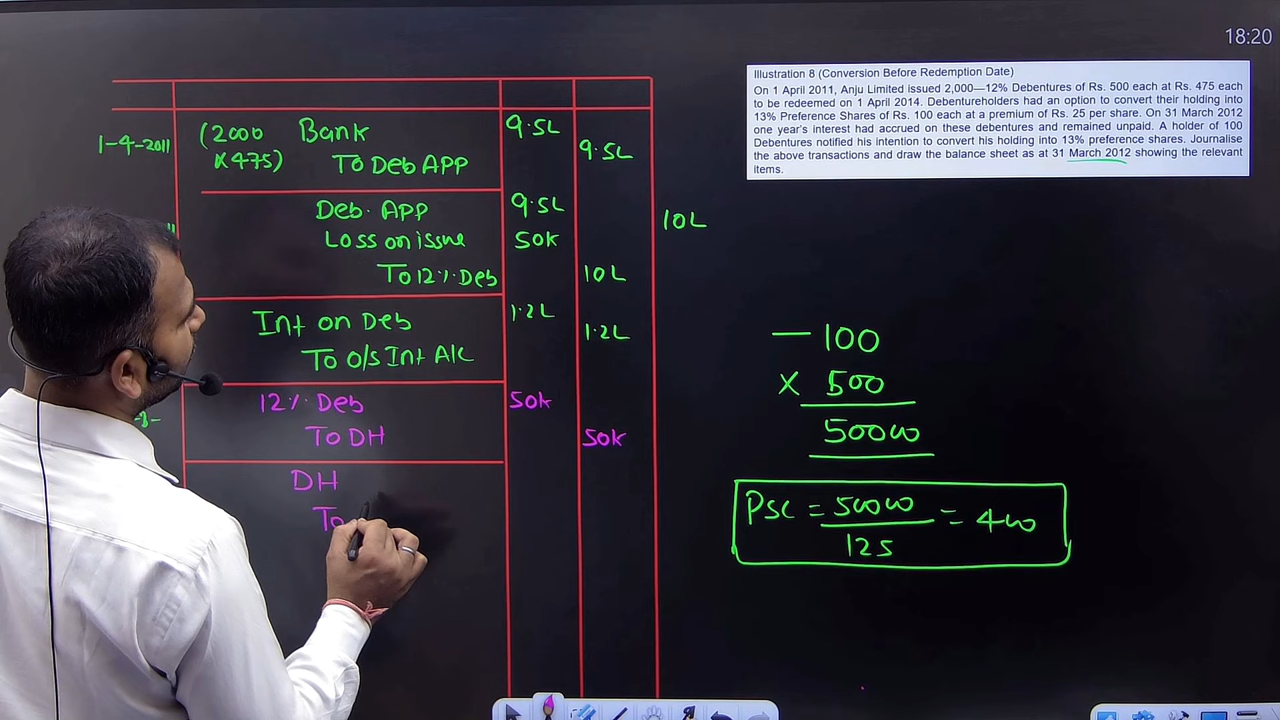 18:20
Illustration 8 (Conversion Before Redemption Date)
On 1 April 2011, Anju Limited issued 2,000—12% Debentures of Rs. 500 each at Rs. 475 each
to be redeemed on 1 April 2014. Debentureholders had an option to convert their holding into
13% Preference Shares of Rs. 100 each at a premium of Rs. 25 per share. On 31 March 2012
one year's interest had accrued on these debentures and remained unpaid. A holder of 100
Debentures notified his intention to convert his holding into 13% preference shares. Journalise
the above transactions and draw the balance sheet as at 31 March 2012 showing the relevant
items.
1-4-2011 (2000 Bank 9.5L
x475) To Deb APP 9.5L
Deb. APP 9.5L
10L
Loss on issue 50k
To 12%. Deb 10L
Int on Deb 1.2L
To o/s Int A/c 1.2L
12%. Deb 50k
To DH 50k
DH
To
— 100
x 500
50000
PSC = 50000 = 400
125